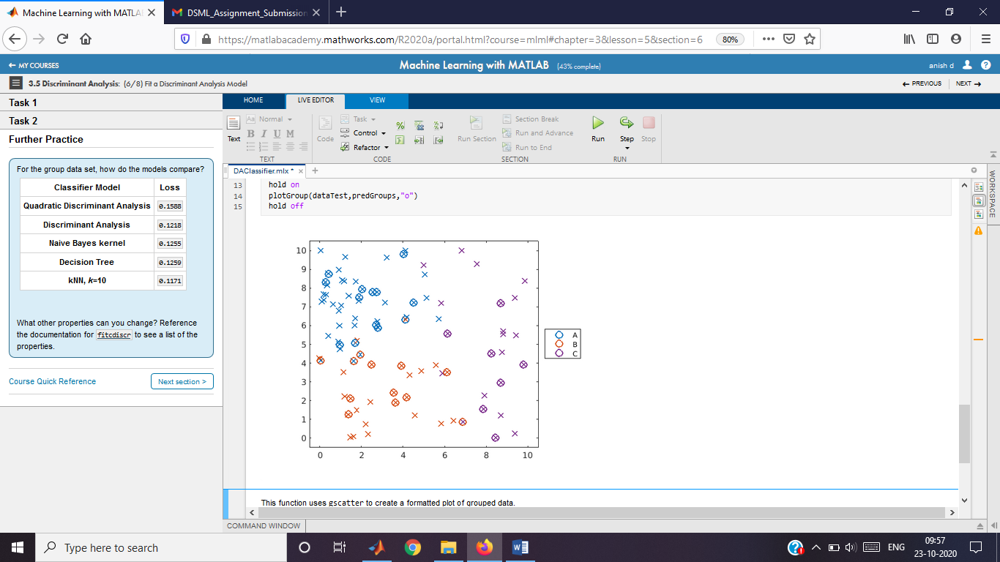 Machine Learning with MATLA
DSML_Assignment_Submission
https://matlabacademy.mathworks.com/R2020a/portal.html?course=mlml#chapter=3&lesson=5&section=6
80%
MY COURSES
Machine Learning with MATLAB (43% complete)
anish d
3.5 Discriminant Analysis: (6/8) Fit a Discriminant Analysis Model
PREVIOUS
NEXT
Task 1
Task 2
Further Practice
For the group data set, how do the models compare?
Classifier Model Loss
Quadratic Discriminant Analysis 0.1588
Discriminant Analysis 0.1218
Naive Bayes kernel 0.1255
Decision Tree 0.1259
kNN, k=10 0.1171
What other properties can you change? Reference
the documentation for fitcdiscr to see a list of the
properties.
Course Quick Reference
Next section >
HOME LIVE EDITOR VIEW
Text
Aa Normal
B I U M
TEXT
Code
Task
Control
Refactor
CODE
Run Section
Section Break
Run and Advance
Run to End
SECTION
Run
Step
Stop
RUN
DAClassifier.mlx *
WORKSPACE
13 hold on
14 plotGroup(dataTest,predGroups,"o")
15 hold off
10
9
8
7
6
5
4
3
2
1
0
0 2 4 6 8 10
A
B
C
This function uses gscatter to create a formatted plot of grouped data.
COMMAND WINDOW
Type here to search
ENG
09:57
23-10-2020